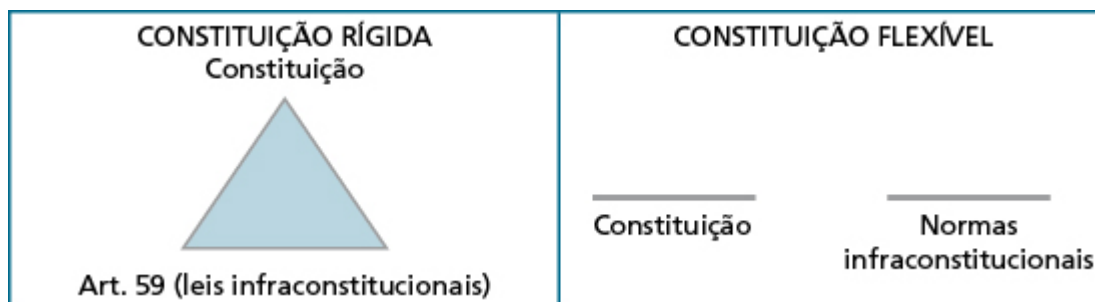 CONSTITUIÇÃO RÍGIDA
Constituição
Art. 59 (leis infraconstitucionais)
CONSTITUIÇÃO FLEXÍVEL
Constituição
Normas
infraconstitucionais